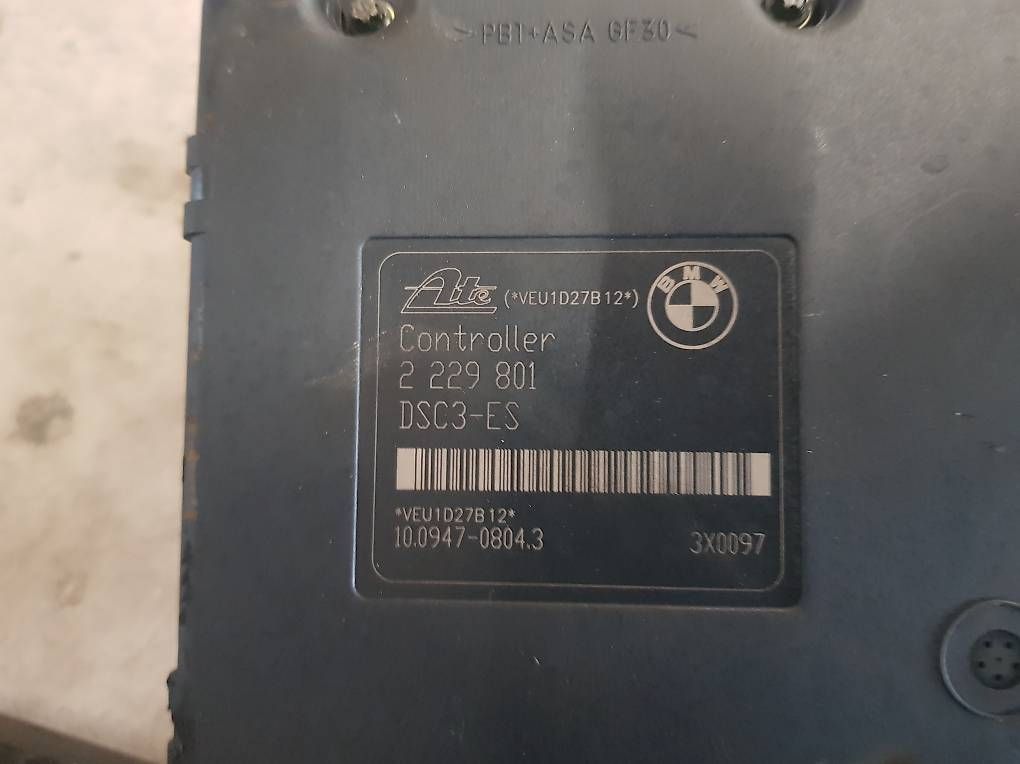 >PBT+ASA GF30<
Ate (*VEU1D27B12*) BMW
Controller
2 229 801
DSC3-ES
*VEU1D27B12*
10.0947-0804.3 3X0097